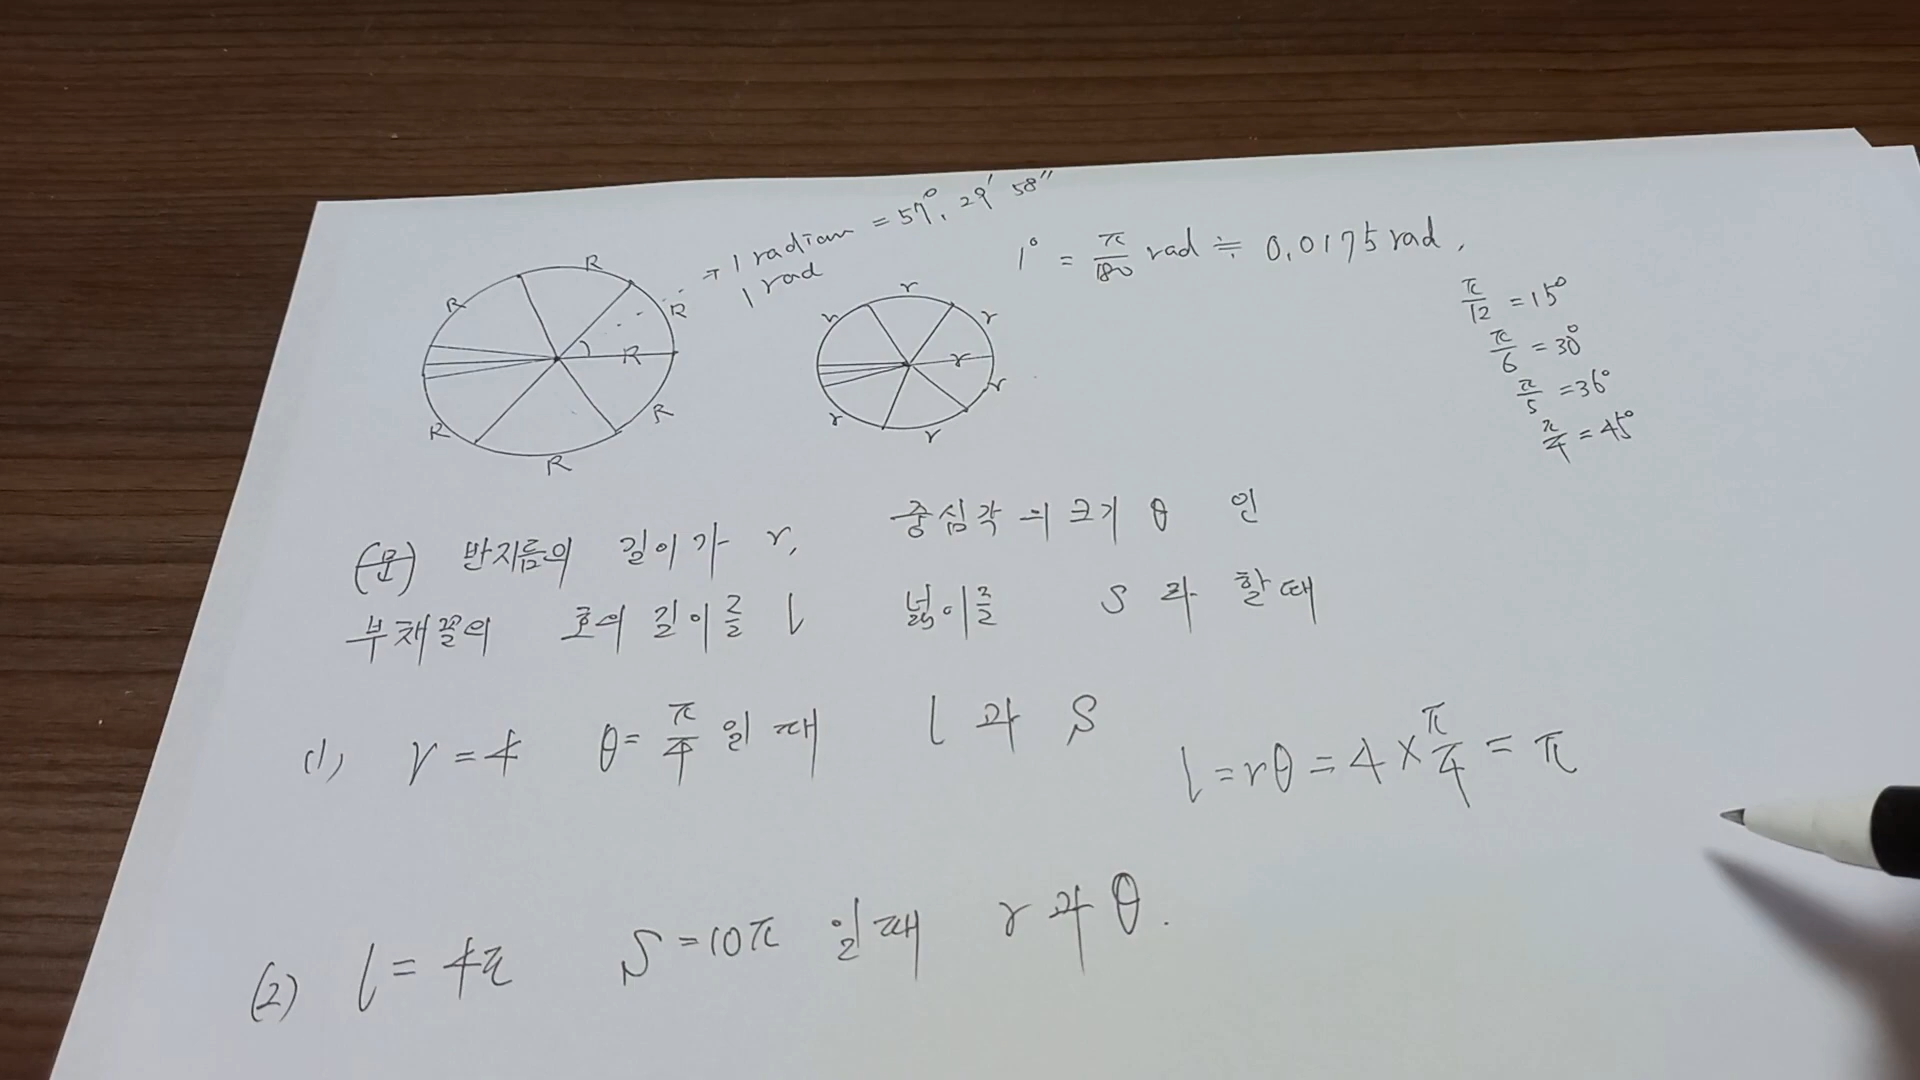 R R R R R R R
→ 1 radian = 57°, 29′ 58″
1 rad
r r r r r r r
1° = π/180 rad ≒ 0.0175 rad,
π/12 = 15°
π/6 = 30°
π/5 = 36°
π/4 = 45°
(문) 반지름의 길이가 r, 중심각의 크기 θ 인
부채꼴의 호의 길이를 l 넓이를 S 라 할때
(1) r = 4 θ = π/4 일 때 l 과 S
l = rθ = 4 × π/4 = π
(2) l = 4π S = 10π 일 때 r 과 θ.